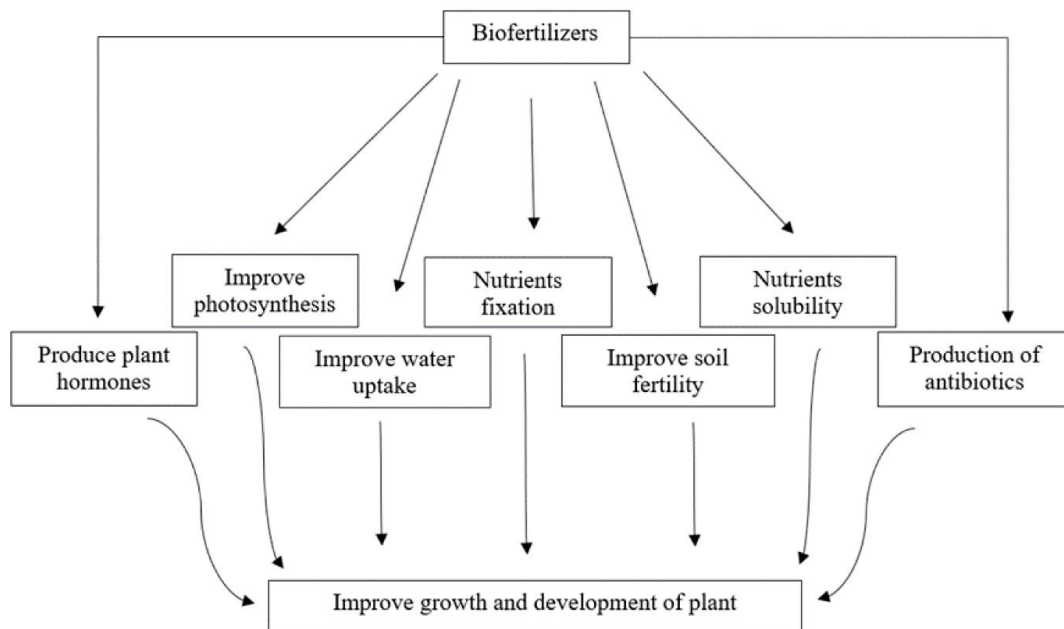 Biofertilizers
Improve
photosynthesis
Nutrients
fixation
Nutrients
solubility
Produce plant
hormones
Improve water
uptake
Improve soil
fertility
Production of
antibiotics
Improve growth and development of plant